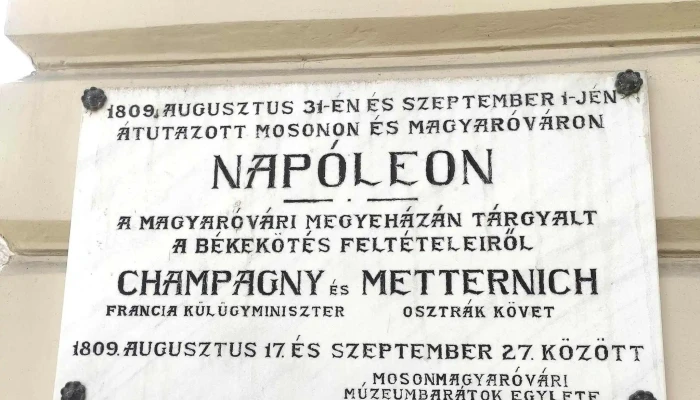 1809. AUGUSZTUS 31-ÉN ÉS SZEPTEMBER 1-JÉN
ÁTUTAZOTT MOSONON ÉS MAGYARÓVÁRON
NAPÓLEON
A MAGYARÓVÁRI MEGYEHÁZÁN TÁRGYALT
A BÉKEKÖTÉS FELTÉTELEIRŐL
CHAMPAGNY ÉS METTERNICH
FRANCIA KÜLÜGYMINISZTER OSZTRÁK KÖVET
1809. AUGUSZTUS 17. ÉS SZEPTEMBER 27. KÖZÖTT
MOSONMAGYARÓVÁRI
MÚZEUMBARÁTOK EGYLETE